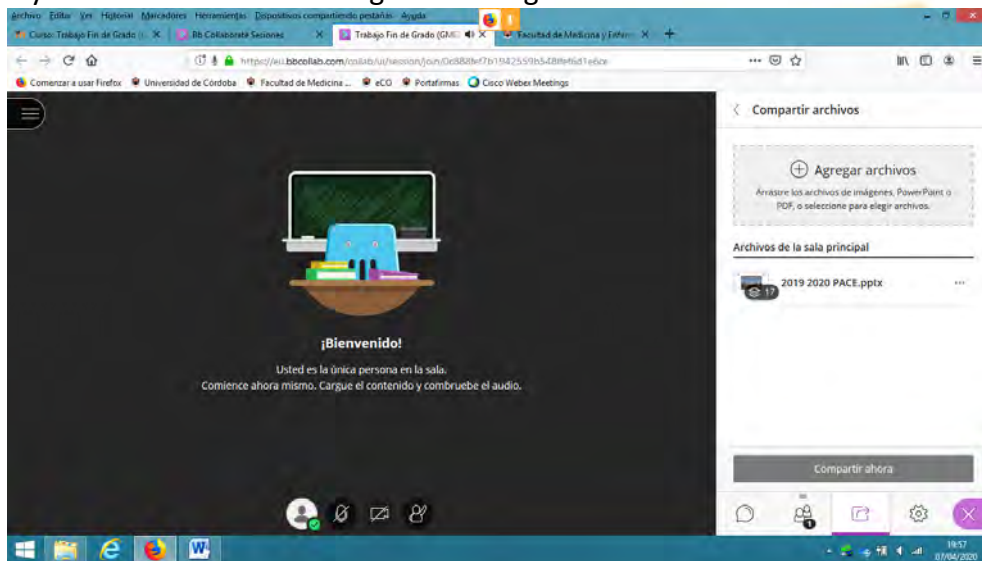 Archivo Editar Ver Historial Marcadores Herramientas Dispositivos compartiendo pestañas Ayuda
Curso: Trabajo Fin de Grado
Bb Collaborate Sesiones
Trabajo Fin de Grado (GM
Facultad de Medicina y Enferm
https://eu.bbcollab.com/collab/ui/session/join/
Comenzar a usar Firefox
Universidad de Córdoba
Facultad de Medicina ...
eCO
Portafirmas
Cisco Webex Meetings
Compartir archivos
Agregar archivos
Arrastre los archivos de imágenes, PowerPoint o
PDF, o seleccione para elegir archivos.
Archivos de la sala principal
17
2019 2020 PACE.pptx
¡Bienvenido!
Usted es la única persona en la sala.
Comience ahora mismo. Cargue el contenido y combruebe el audio.
Compartir ahora
1
19:57
07/04/2020